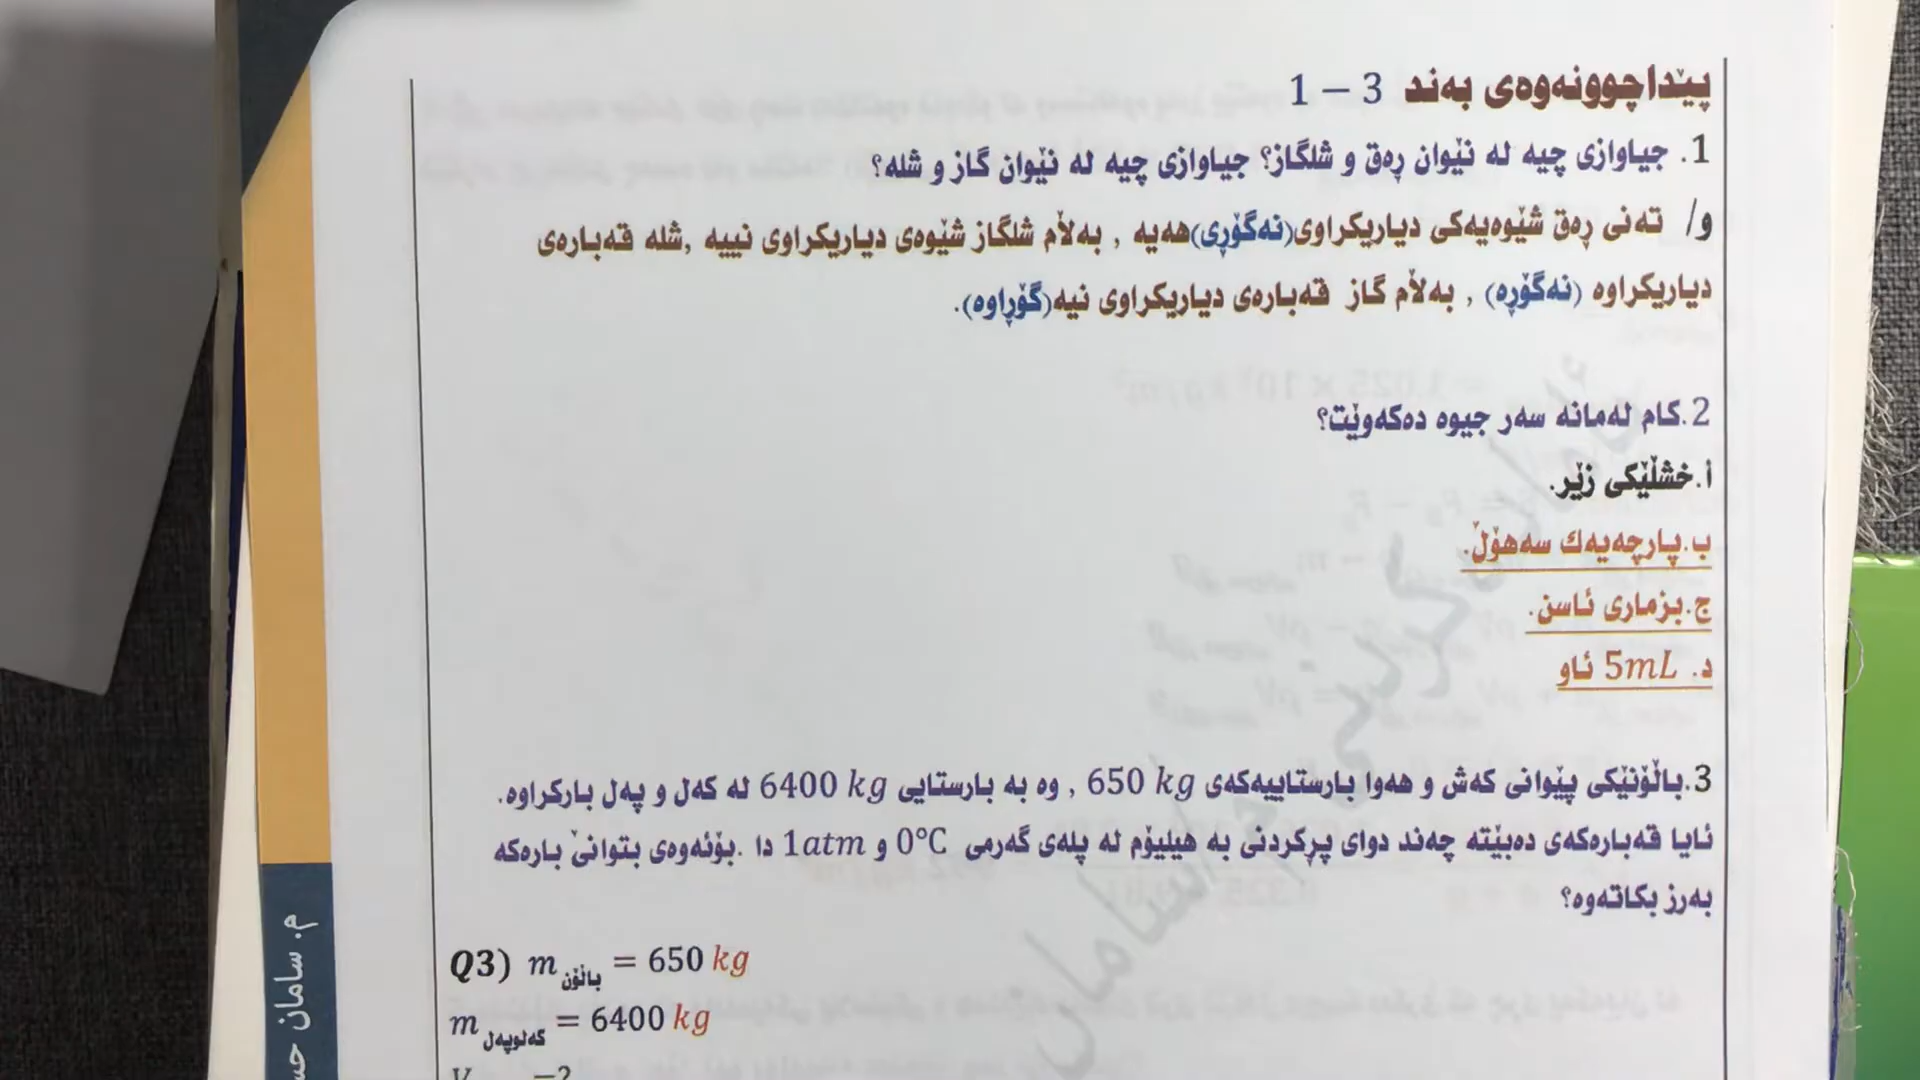 پێداچوونەوەی بەند 3 – 1
1. جیاوازی چیە لە نێوان ڕەق و شلگاز؟ جیاوازی چیە لە نێوان گاز و شلە؟
و/ تەنی ڕەق شێوەیەکی دیاریکراوی(نەگۆڕی)هەیە , بەڵام شلگاز شێوەی دیاریکراوی نییە ,شلە قەبارەی
دیاریکراوە (نەگۆڕە) , بەڵام گاز قەبارەی دیاریکراوی نیە(گۆڕاوە).
2.کام لەمانە سەر جیوە دەکەوێت؟
أ.خشڵێکی زێڕ.
ب.پارچەیەك سەهۆڵ.
ج.بزماری ئاسن.
د. 5mL ئاو
3.باڵۆنێکی پێوانی کەش و هەوا بارستاییەکەی 650 kg , وە بە بارستایی 6400 kg لە کەل و پەل بارکراوە.
ئایا قەبارەکەی دەبێتە چەند دوای پڕکردنی بە هیلیۆم لە پلەی گەرمی 0°C و 1atm دا .بۆئەوەی بتوانێ بارەکە
بەرز بکاتەوە؟
Q3) m باڵۆن = 650 kg
m کەلوپەل = 6400 kg
م. سامان حس